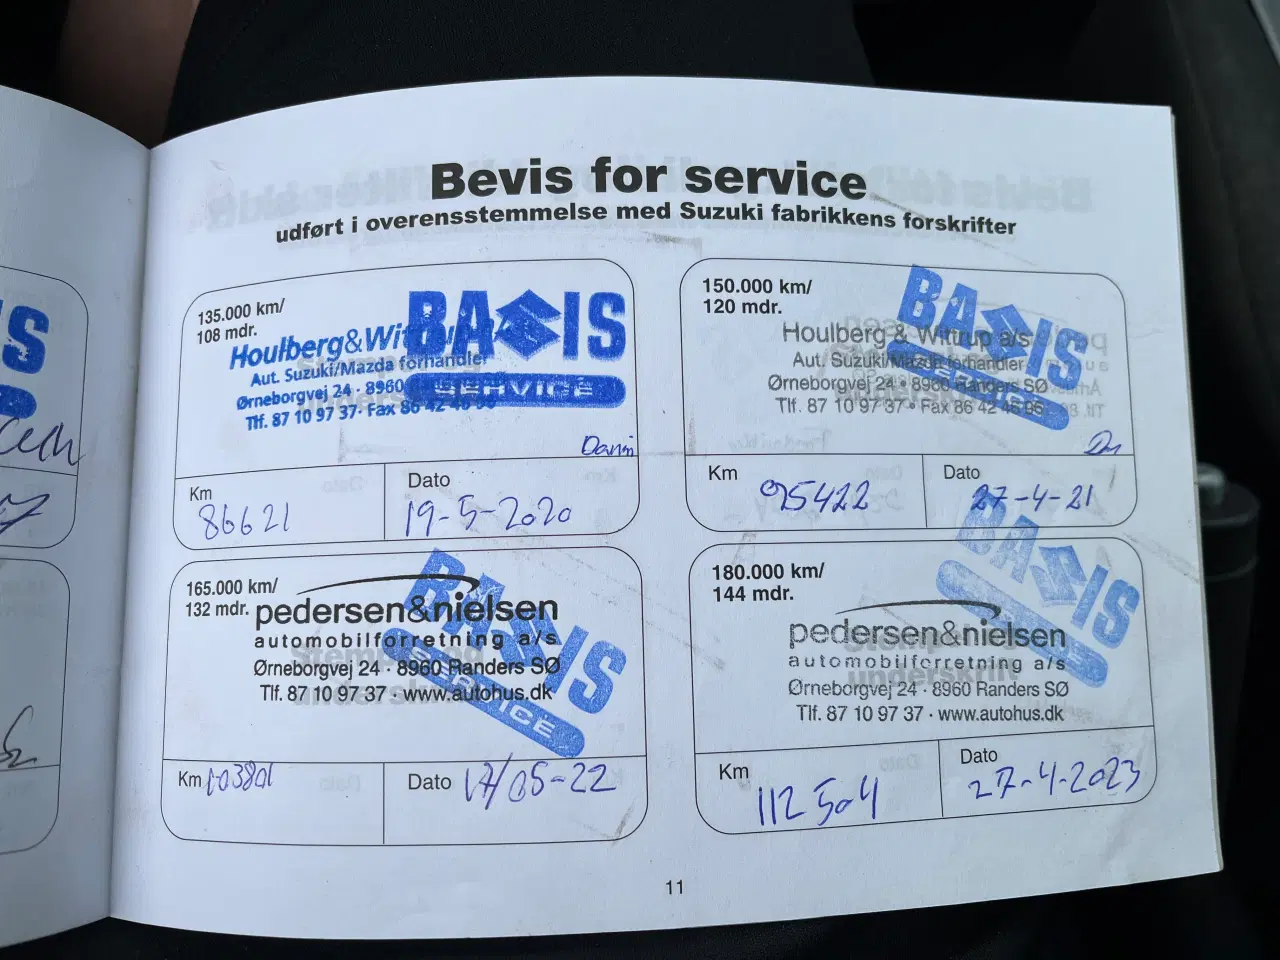 Bevis for service
udført i overensstemmelse med Suzuki fabrikkens forskrifter
135.000 km/
108 mdr.
BASIS
SERVICE
Houlberg&Wittrup
Aut. Suzuki/Mazda forhandler
Ørneborgvej 24 · 8960
Tlf. 87 10 97 37 · Fax 86 42 46 96
Km
86621
Dato
19-5-2020
150.000 km/
120 mdr.
BASIS
Houlberg & Wittrup a/s
Aut. Suzuki/Mazda forhandler
Ørneborgvej 24 • 8960 Randers SØ
Tlf. 87 10 97 37 • Fax 86 42 46 96
Km
95422
Dato
27-4-21
165.000 km/
132 mdr.
BASIS
SERVICE
pedersen&nielsen
automobilforretning a/s
Ørneborgvej 24 · 8960 Randers SØ
Tlf. 87 10 97 37 · www.autohus.dk
Km
103801
Dato
17/05-22
180.000 km/
144 mdr.
BASIS
pedersen&nielsen
automobilforretning a/s
Ørneborgvej 24 · 8960 Randers SØ
Tlf. 87 10 97 37 · www.autohus.dk
Km
112504
Dato
27-4-2023
11